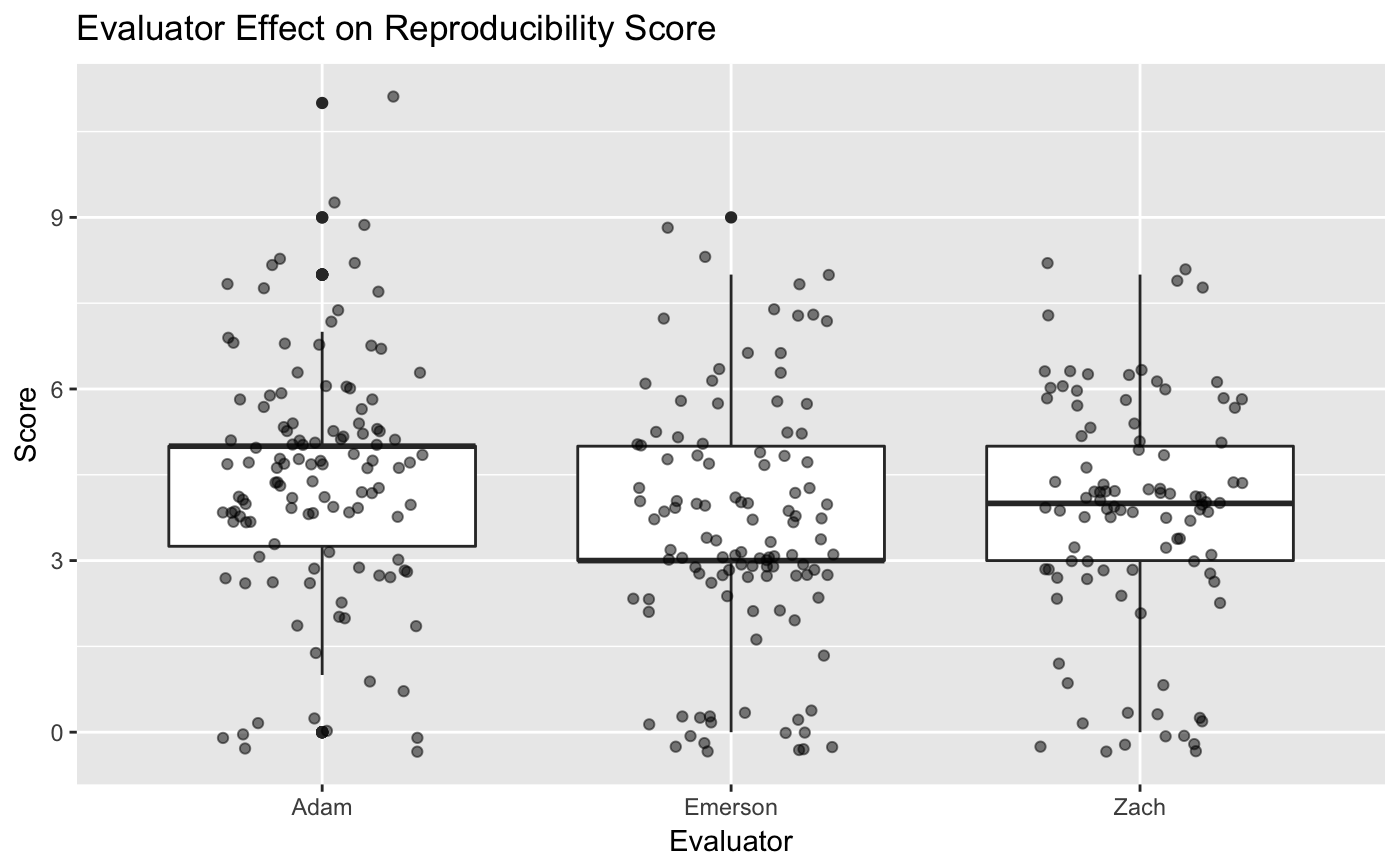 Evaluator Effect on Reproducibility Score
Score
9
6
3
0
Adam
Emerson
Zach
Evaluator